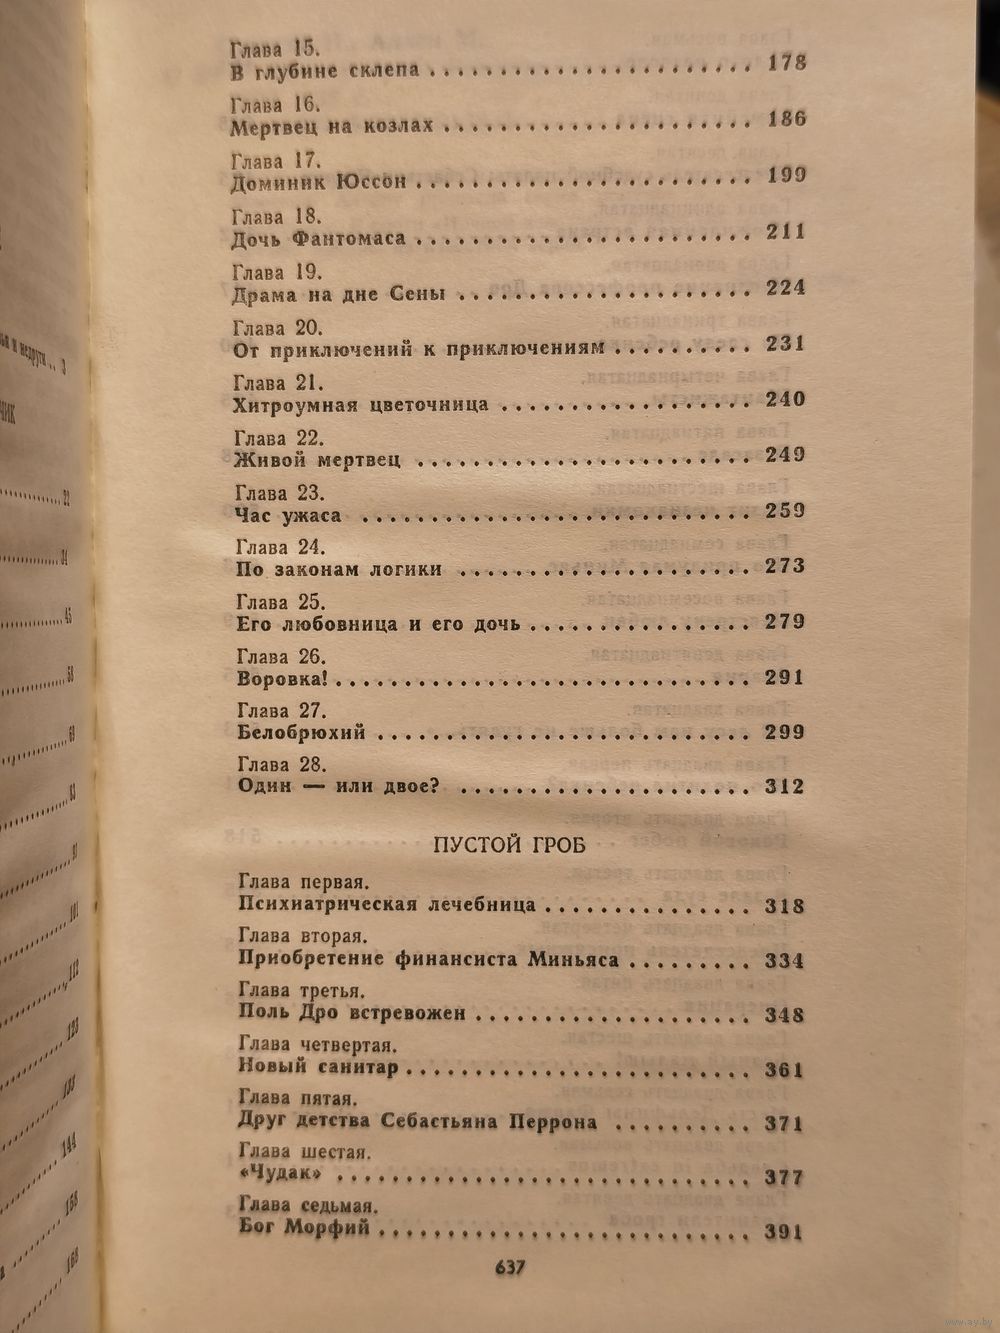 Глава 15.
В глубине склепа . . . . . . . . . . . . . . . . . . . . . . . 178
Глава 16.
Мертвец на козлах . . . . . . . . . . . . . . . . . . . . . . 186
Глава 17.
Доминик Юссон . . . . . . . . . . . . . . . . . . . . . . . . 199
Глава 18.
Дочь Фантомаса . . . . . . . . . . . . . . . . . . . . . . . . 211
Глава 19.
Драма на дне Сены . . . . . . . . . . . . . . . . . . . . . 224
Глава 20.
От приключений к приключениям . . . . . . . . . . 231
Глава 21.
Хитроумная цветочница . . . . . . . . . . . . . . . . . . 240
Глава 22.
Живой мертвец . . . . . . . . . . . . . . . . . . . . . . . . 249
Глава 23.
Час ужаса . . . . . . . . . . . . . . . . . . . . . . . . . . . . 259
Глава 24.
По законам логики . . . . . . . . . . . . . . . . . . . . . 273
Глава 25.
Его любовница и его дочь . . . . . . . . . . . . . . . . 279
Глава 26.
Воровка! . . . . . . . . . . . . . . . . . . . . . . . . . . . . . . 291
Глава 27.
Белобрюхий . . . . . . . . . . . . . . . . . . . . . . . . . . . 299
Глава 28.
Один — или двое? . . . . . . . . . . . . . . . . . . . . . 312
ПУСТОЙ ГРОБ
Глава первая.
Психиатрическая лечебница . . . . . . . . . . . . . . . 318
Глава вторая.
Приобретение финансиста Миньяса . . . . . . . . . 334
Глава третья.
Поль Дро встревожен . . . . . . . . . . . . . . . . . . . . 348
Глава четвертая.
Новый санитар . . . . . . . . . . . . . . . . . . . . . . . . . 361
Глава пятая.
Друг детства Себастьяна Перрона . . . . . . . . . . 371
Глава шестая.
«Чудак» . . . . . . . . . . . . . . . . . . . . . . . . . . . . . . 377
Глава седьмая.
Бог Морфий . . . . . . . . . . . . . . . . . . . . . . . . . . . 391
637
www.ay.by